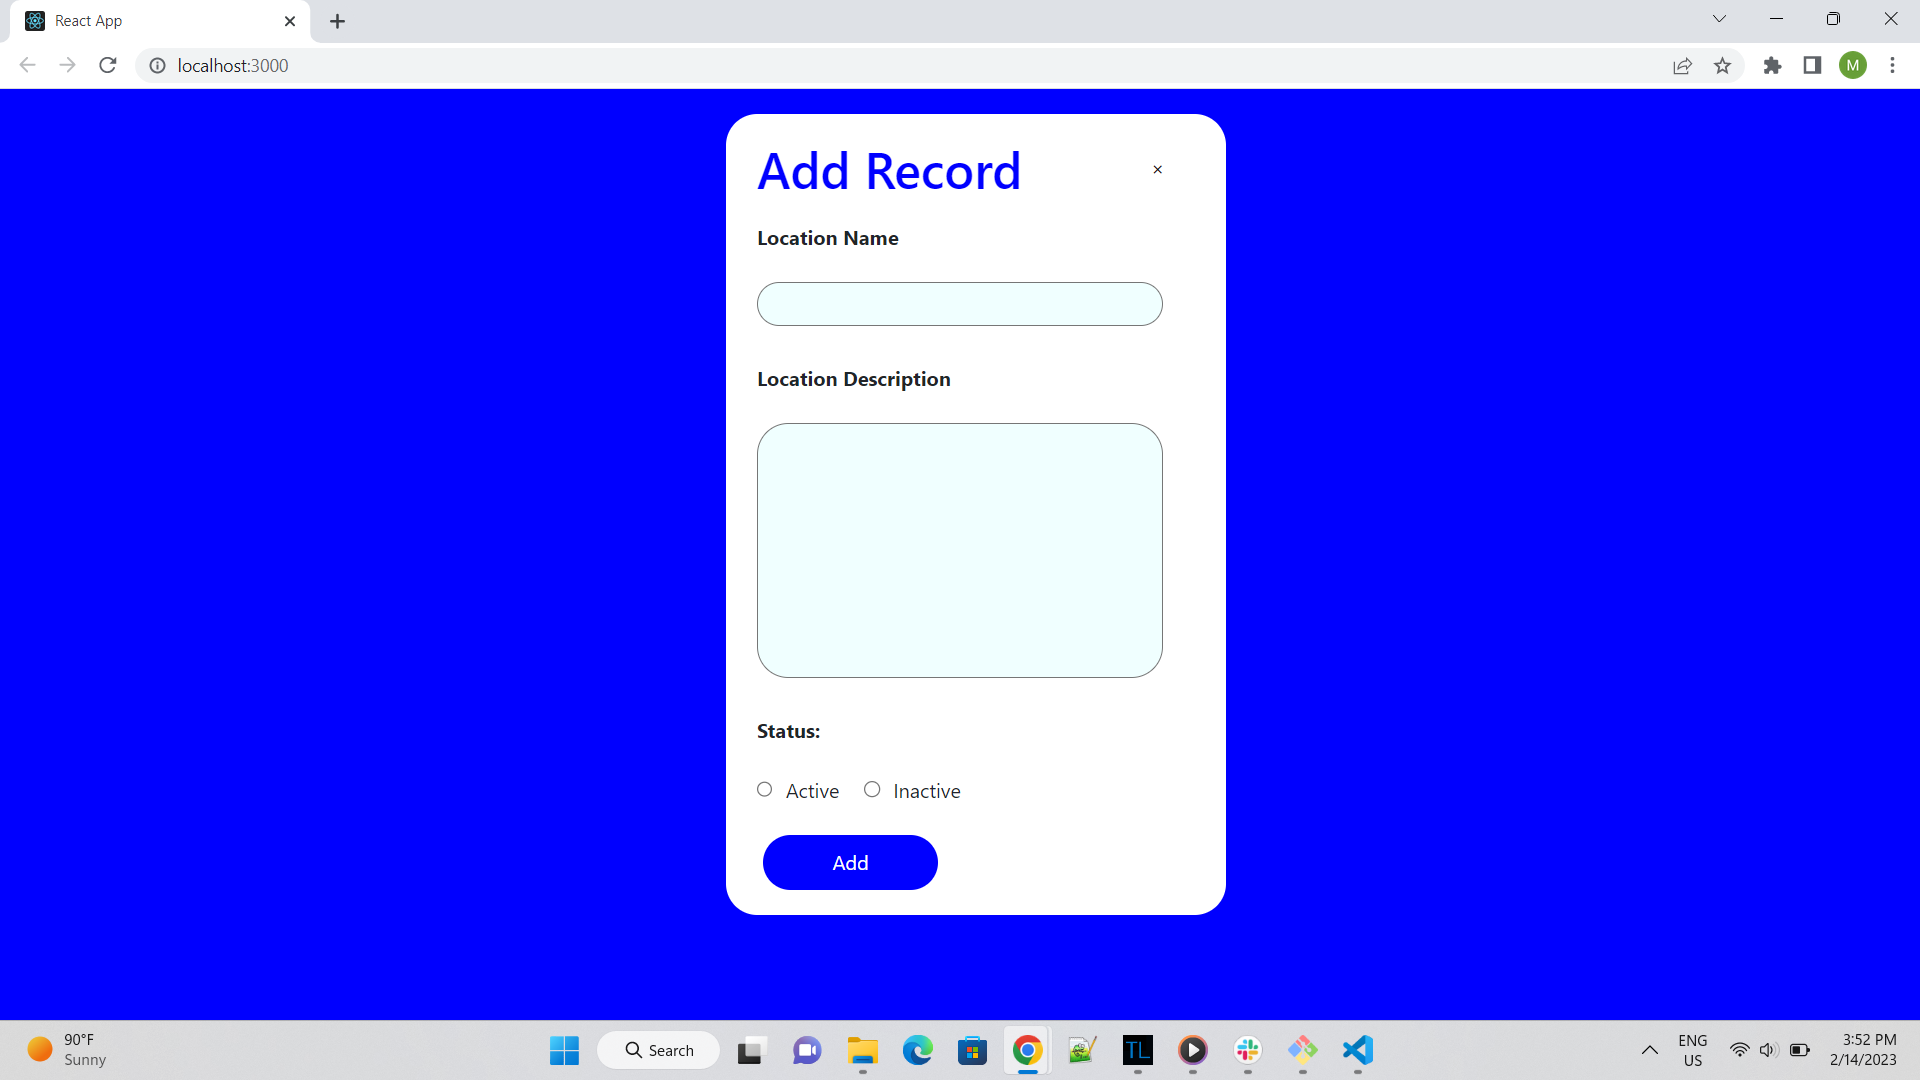 React App
localhost:3000
M
Add Record
×
Location Name
Location Description
Status:
Active Inactive
Add
90°F
Sunny
Search
TL
ENG
US
3:52 PM
2/14/2023